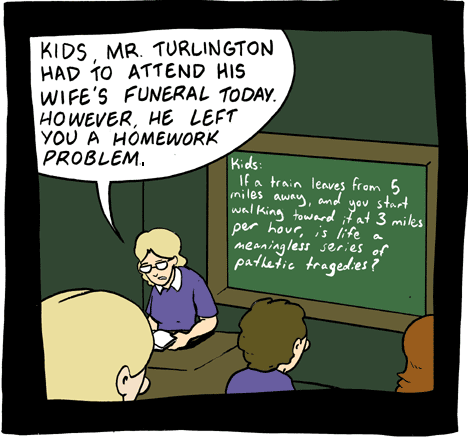 KIDS, MR. TURLINGTON
HAD TO ATTEND HIS
WIFE'S FUNERAL TODAY.
HOWEVER, HE LEFT
YOU A HOMEWORK
PROBLEM.
Kids:
If a train leaves from 5
miles away, and you start
walking toward it at 3 miles
per hour, is life a
meaningless series of
pathetic tragedies?